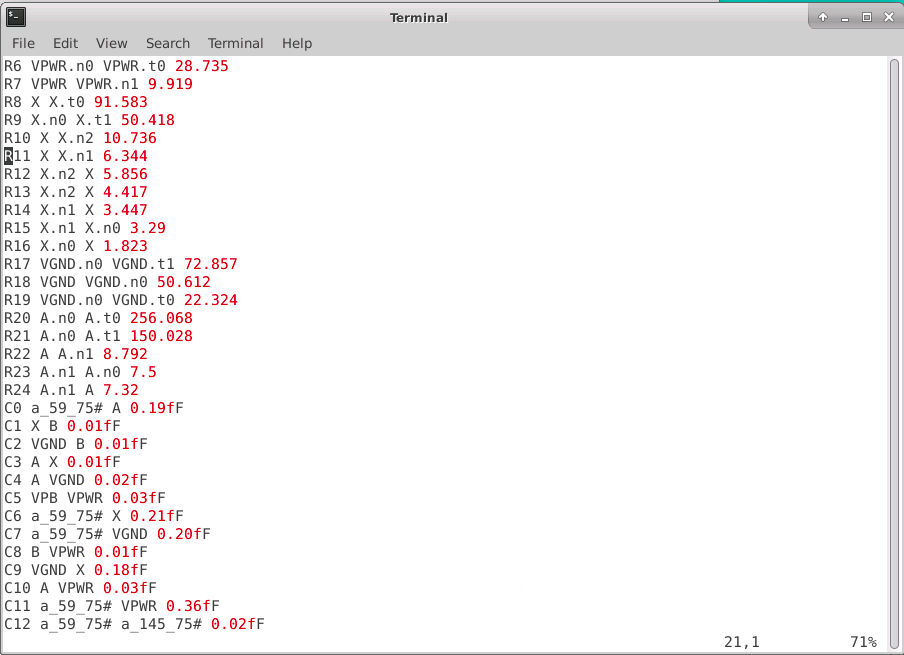 Terminal
File Edit View Search Terminal Help
R6 VPWR.n0 VPWR.t0 28.735
R7 VPWR VPWR.n1 9.919
R8 X X.t0 91.583
R9 X.n0 X.t1 50.418
R10 X X.n2 10.736
R11 X X.n1 6.344
R12 X.n2 X 5.856
R13 X.n2 X 4.417
R14 X.n1 X 3.447
R15 X.n1 X.n0 3.29
R16 X.n0 X 1.823
R17 VGND.n0 VGND.t1 72.857
R18 VGND VGND.n0 50.612
R19 VGND.n0 VGND.t0 22.324
R20 A.n0 A.t0 256.068
R21 A.n0 A.t1 150.028
R22 A A.n1 8.792
R23 A.n1 A.n0 7.5
R24 A.n1 A 7.32
C0 a_59_75# A 0.19fF
C1 X B 0.01fF
C2 VGND B 0.01fF
C3 A X 0.01fF
C4 A VGND 0.02fF
C5 VPB VPWR 0.03fF
C6 a_59_75# X 0.21fF
C7 a_59_75# VGND 0.20fF
C8 B VPWR 0.01fF
C9 VGND X 0.18fF
C10 A VPWR 0.03fF
C11 a_59_75# VPWR 0.36fF
C12 a_59_75# a_145_75# 0.02fF
21,1 71%